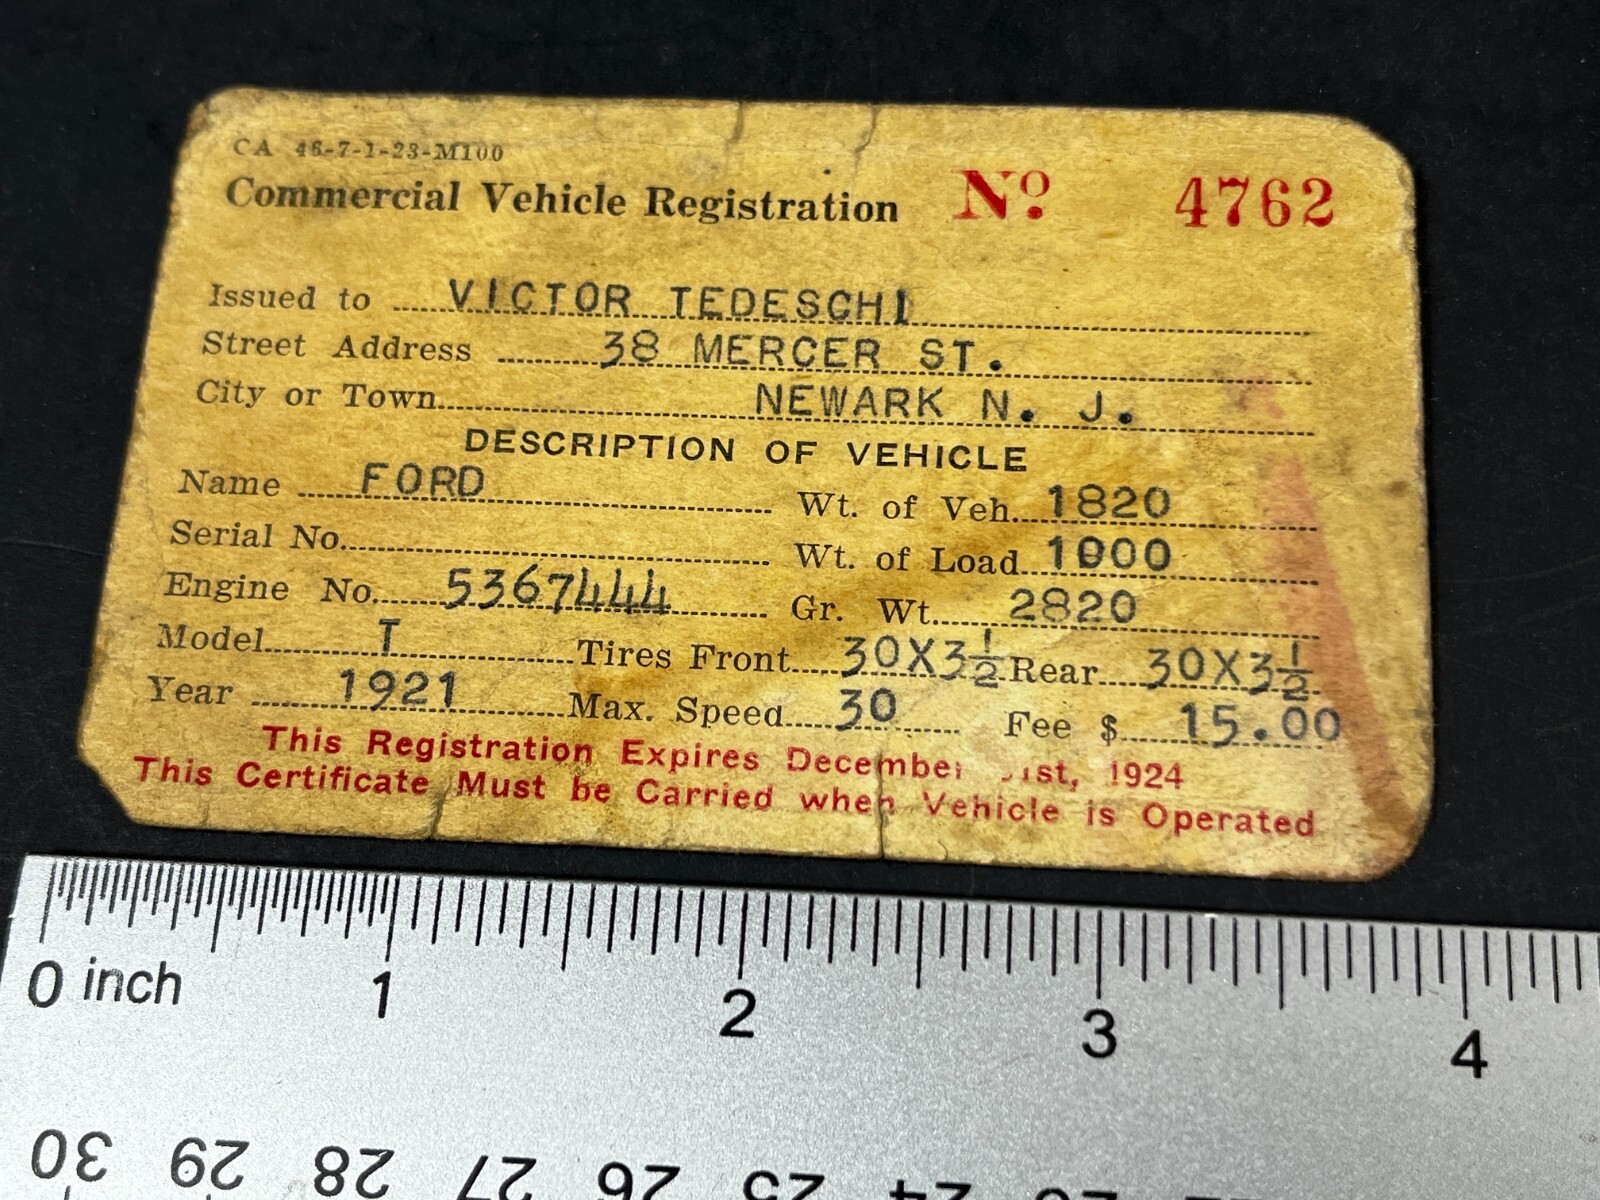 CA 46-7-1-23-M100
Commercial Vehicle Registration Nº 4762
Issued to VICTOR TEDESCHI
Street Address 38 MERCER ST.
City or Town NEWARK N. J.
DESCRIPTION OF VEHICLE
Name FORD Wt. of Veh. 1820
Serial No. Wt. of Load 1000
Engine No. 5367444 Gr. Wt. 2820
Model T Tires Front 30X3½ Rear 30X3½
Year 1921 Max. Speed 30 Fee $ 15.00
This Registration Expires December 1st, 1924
This Certificate Must be Carried when Vehicle is Operated
0 inch 1 2 3 4
30 29 28 27 26 25 24